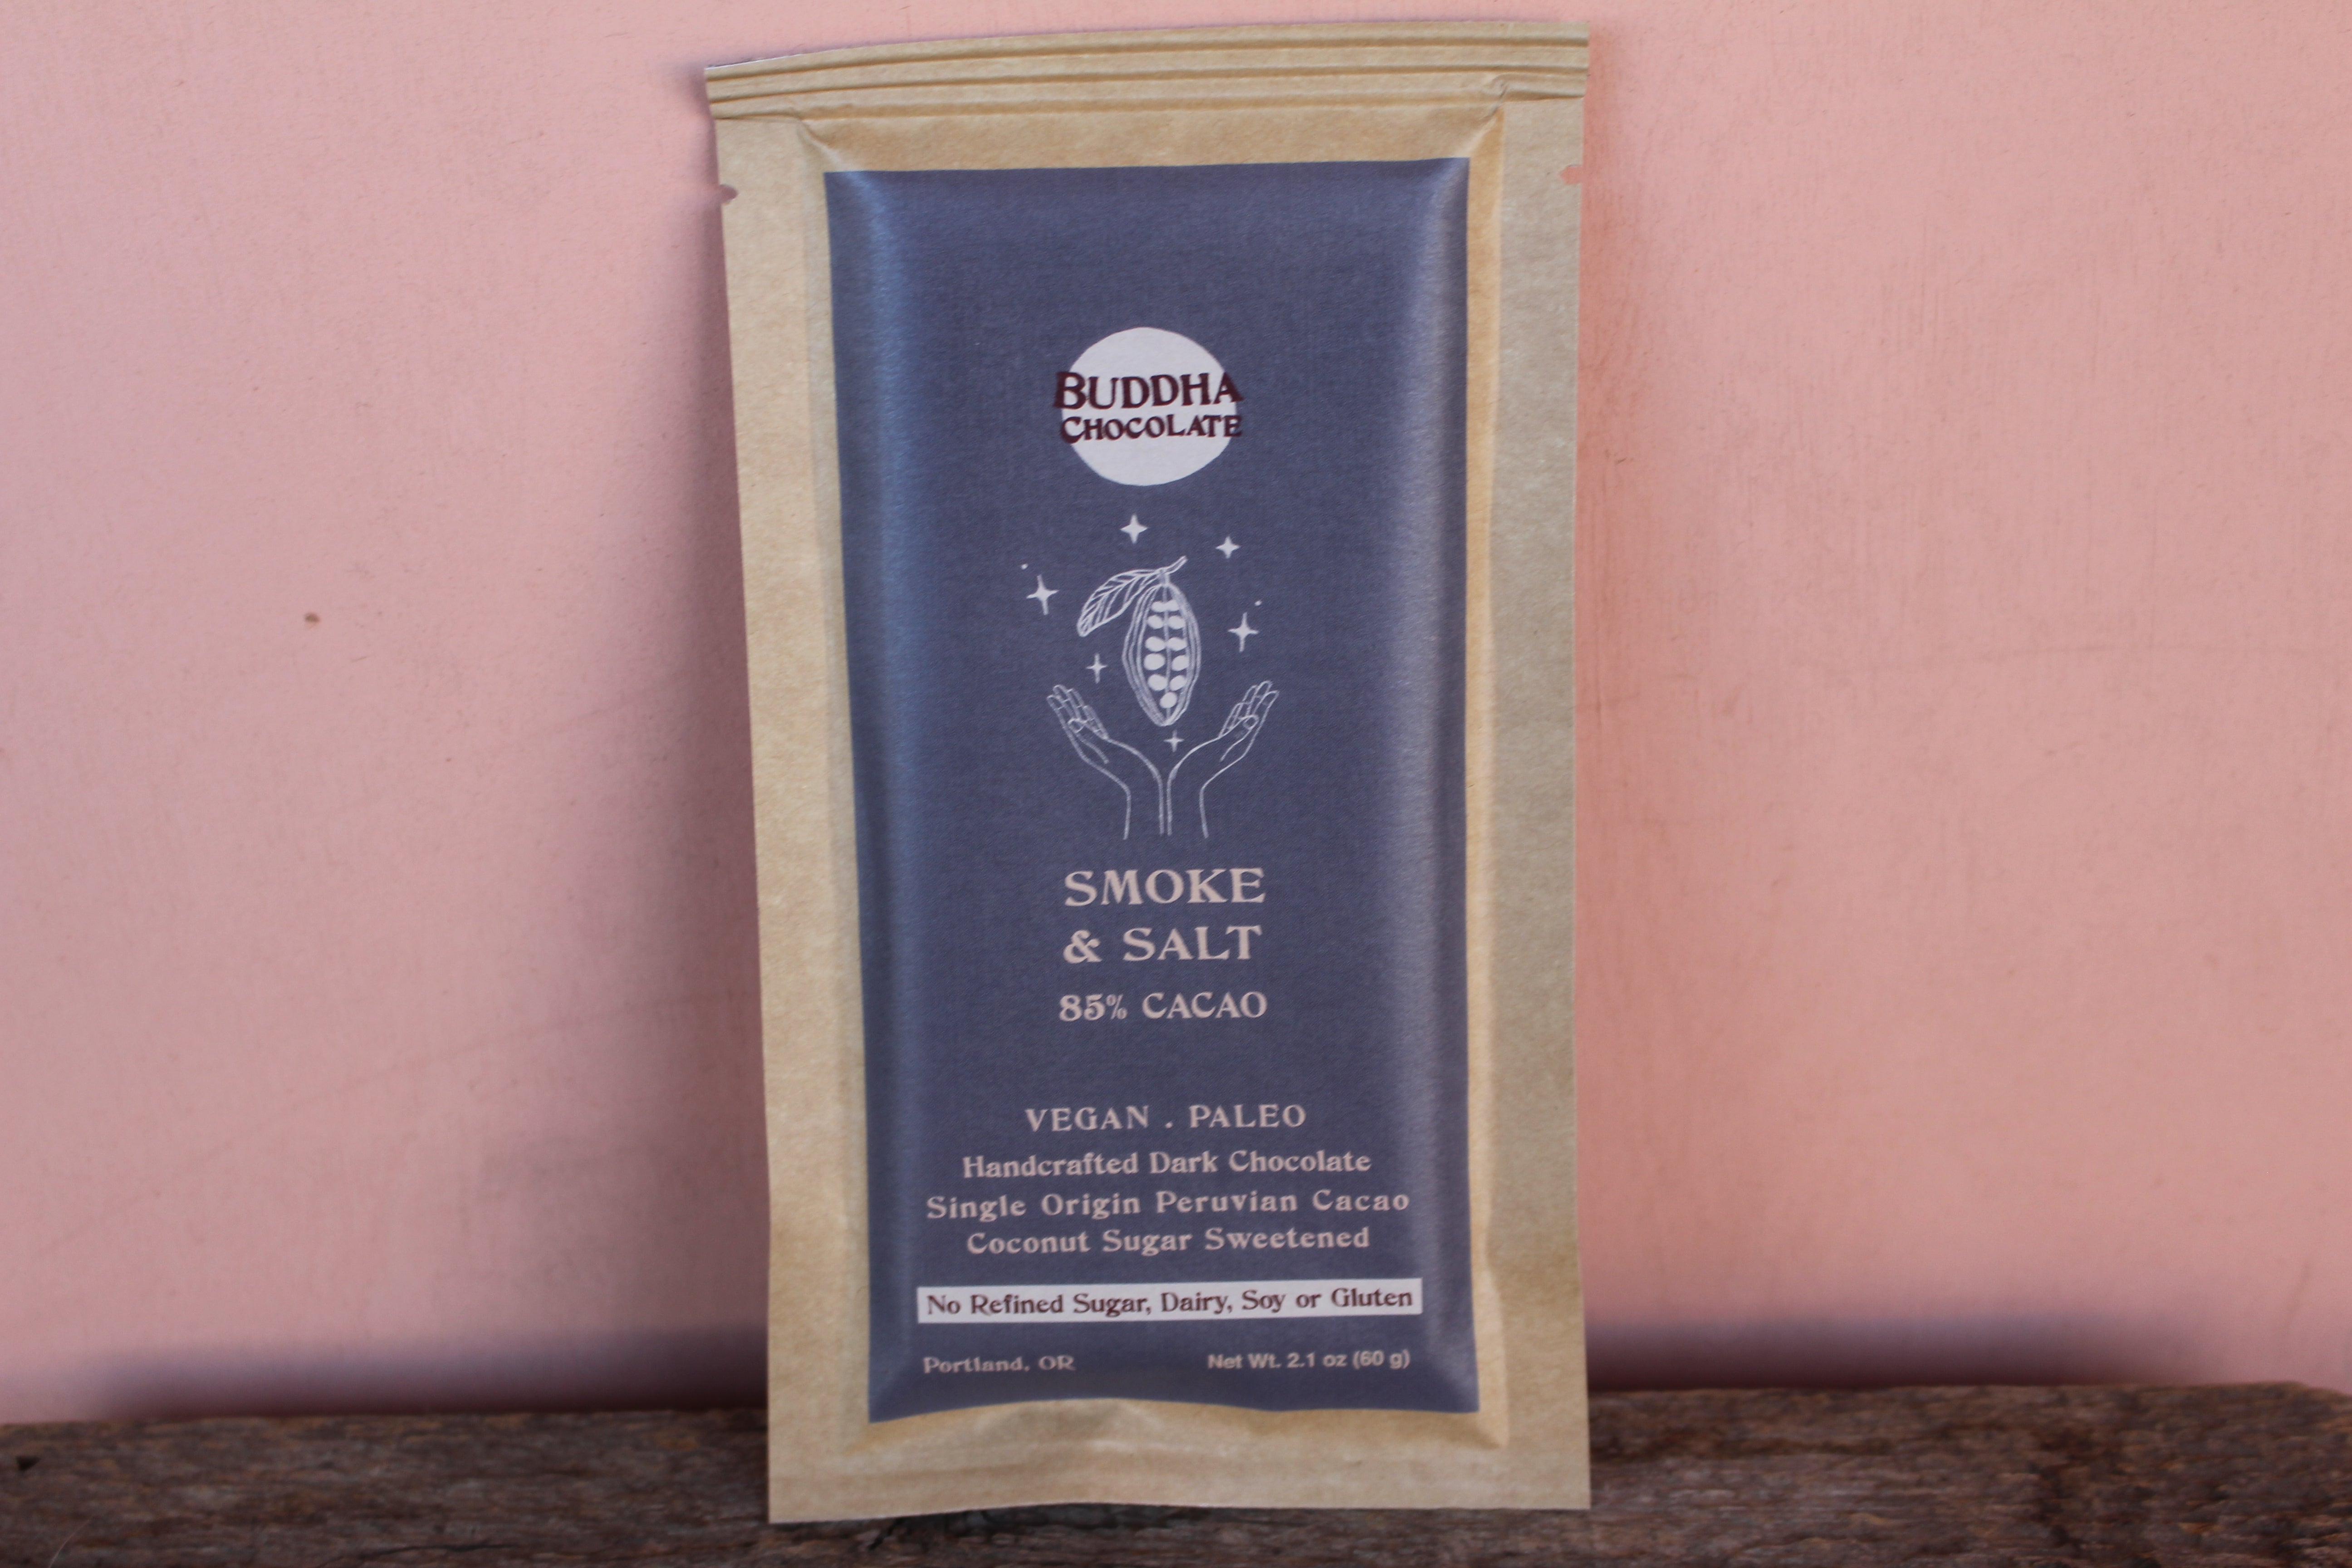 BUDDHA
CHOCOLATE
SMOKE
& SALT
85% CACAO
VEGAN . PALEO
Handcrafted Dark Chocolate
Single Origin Peruvian Cacao
Coconut Sugar Sweetened
No Refined Sugar, Dairy, Soy or Gluten
Portland, OR
Net Wt. 2.1 oz (60 g)